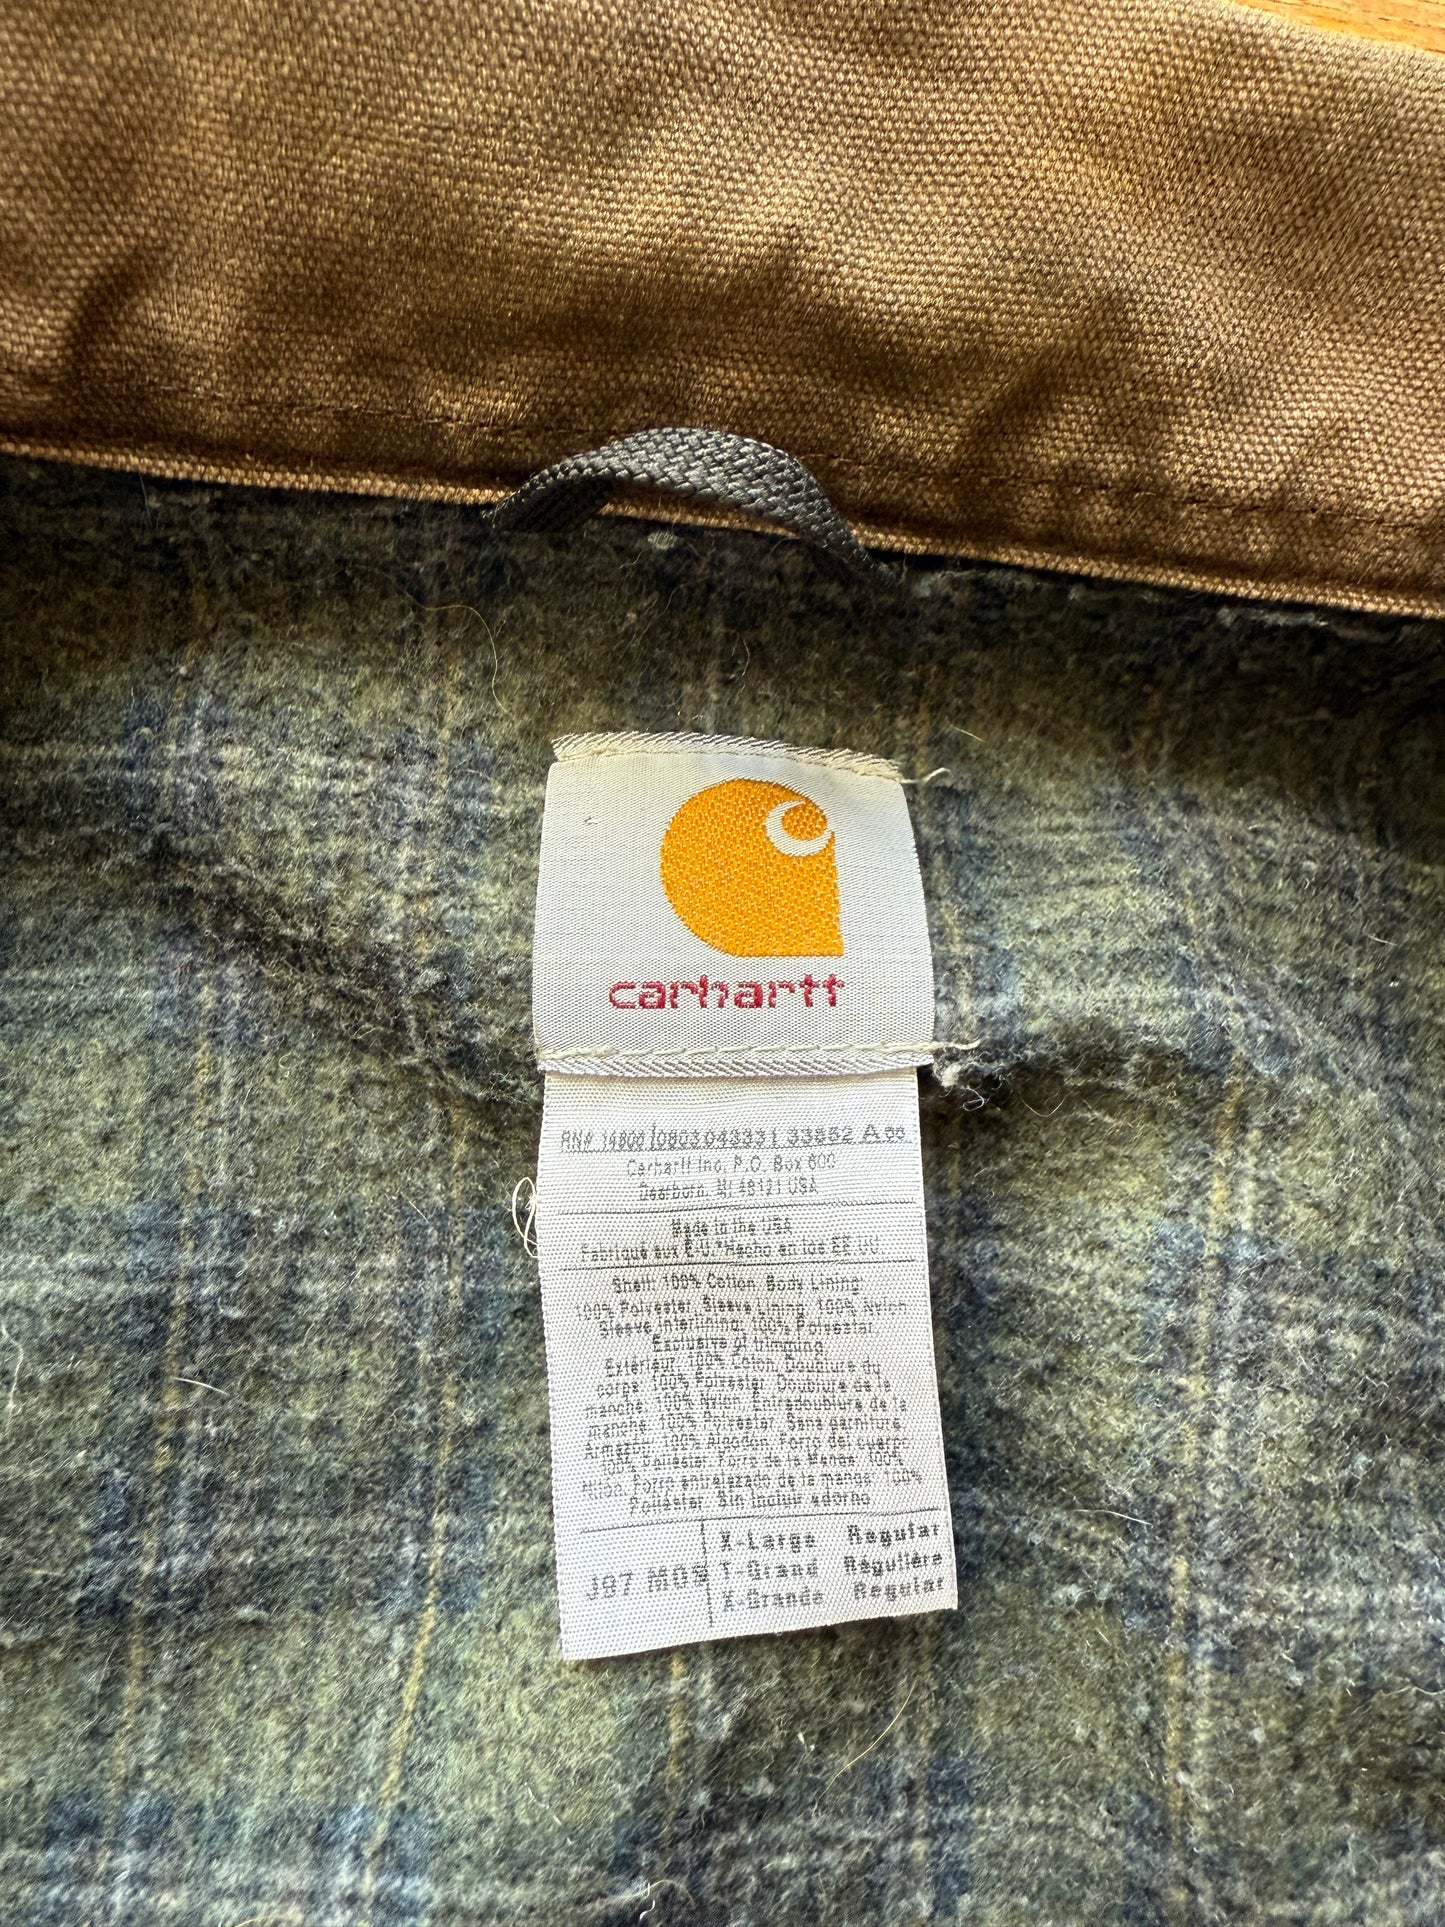 carhartt
RN# 14806/0803 043331 33852 A 00
Carhartt Inc. P.O. Box 600
Dearborn, MI 48121 USA
Made in the USA
Fabriqué aux É.-U. Hecho en los EE.UU.
Shell: 100% Cotton, Body Lining
100% Polyester, Sleeve Lining, 100% Nylon
Sleeve Interlining: 100% Polyester
Exclusive of trimming
Extérieur: 100% Coton, Doublure du
corps: 100% Polyester, Doublure de la
manche: 100% Nylon, Entredoublure de la
manche: 100% Polyester, Sans garniture
Armazón: 100% Algodón, Forro del cuerpo
100% Poliéster, Forro de la Manga: 100%
Nilon, Forro entrelazado de la manga: 100%
Poliéster, Sin incluir adorno
J97 MOS
X-Large Regular
T-Grand Régulière
X-Grande Regular